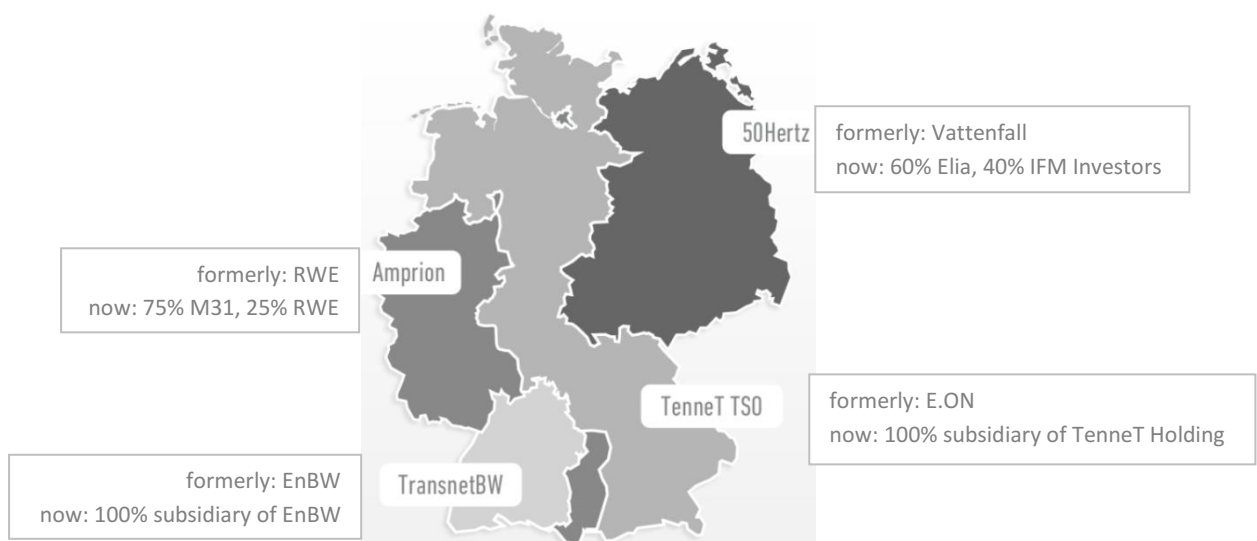 50Hertz
formerly: Vattenfall
now: 60% Elia, 40% IFM Investors
formerly: RWE
now: 75% M31, 25% RWE
Amprion
TenneT TSO
formerly: E.ON
now: 100% subsidiary of TenneT Holding
formerly: EnBW
now: 100% subsidiary of EnBW
TransnetBW